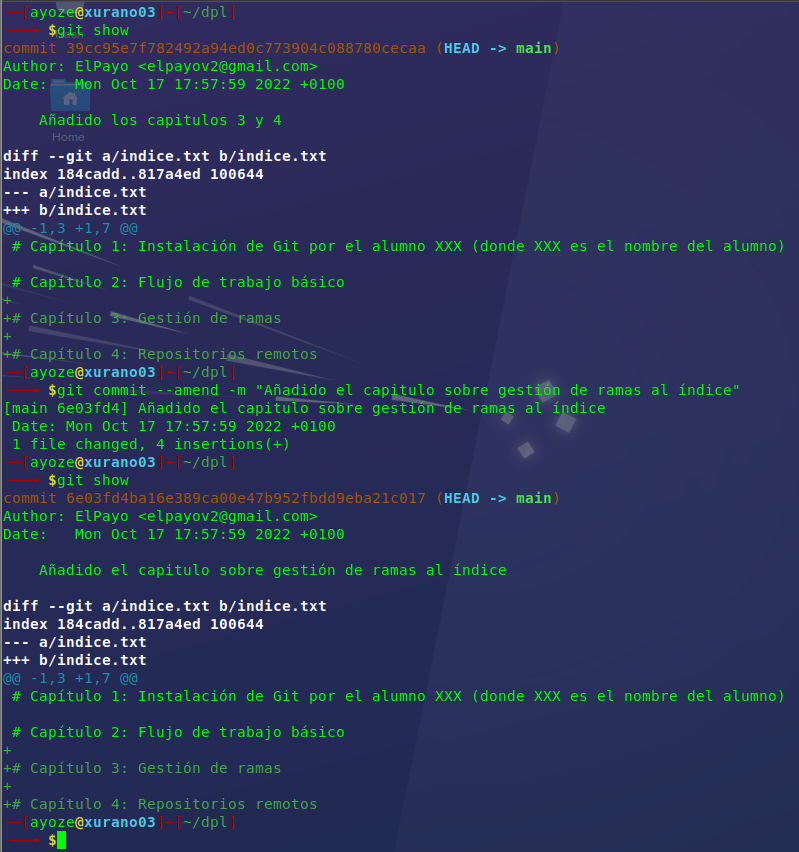 —[ayoze@xurano03]—[~/dpl]
—— $git show
commit 39cc95e7f782492a94ed0c773904c088780cecaa (HEAD -> main)
Author: ElPayo <elpayov2@gmail.com>
Date:   Mon Oct 17 17:57:59 2022 +0100
Añadido los capitulos 3 y 4
Home
diff --git a/indice.txt b/indice.txt
index 184cadd..817a4ed 100644
--- a/indice.txt
+++ b/indice.txt
@@ -1,3 +1,7 @@
# Capítulo 1: Instalación de Git por el alumno XXX (donde XXX es el nombre del alumno)
# Capítulo 2: Flujo de trabajo básico
+
+# Capítulo 3: Gestión de ramas
+
+# Capítulo 4: Repositorios remotos
—[ayoze@xurano03]—[~/dpl]
—— $git commit --amend -m "Añadido el capitulo sobre gestión de ramas al índice"
[main 6e03fd4] Añadido el capitulo sobre gestión de ramas al índice
Date: Mon Oct 17 17:57:59 2022 +0100
1 file changed, 4 insertions(+)
—[ayoze@xurano03]—[~/dpl]
—— $git show
commit 6e03fd4ba16e389ca00e47b952fbdd9eba21c017 (HEAD -> main)
Author: ElPayo <elpayov2@gmail.com>
Date:   Mon Oct 17 17:57:59 2022 +0100
Añadido el capitulo sobre gestión de ramas al índice
diff --git a/indice.txt b/indice.txt
index 184cadd..817a4ed 100644
--- a/indice.txt
+++ b/indice.txt
@@ -1,3 +1,7 @@
# Capítulo 1: Instalación de Git por el alumno XXX (donde XXX es el nombre del alumno)
# Capítulo 2: Flujo de trabajo básico
+
+# Capítulo 3: Gestión de ramas
+
+# Capítulo 4: Repositorios remotos
—[ayoze@xurano03]—[~/dpl]
—— $